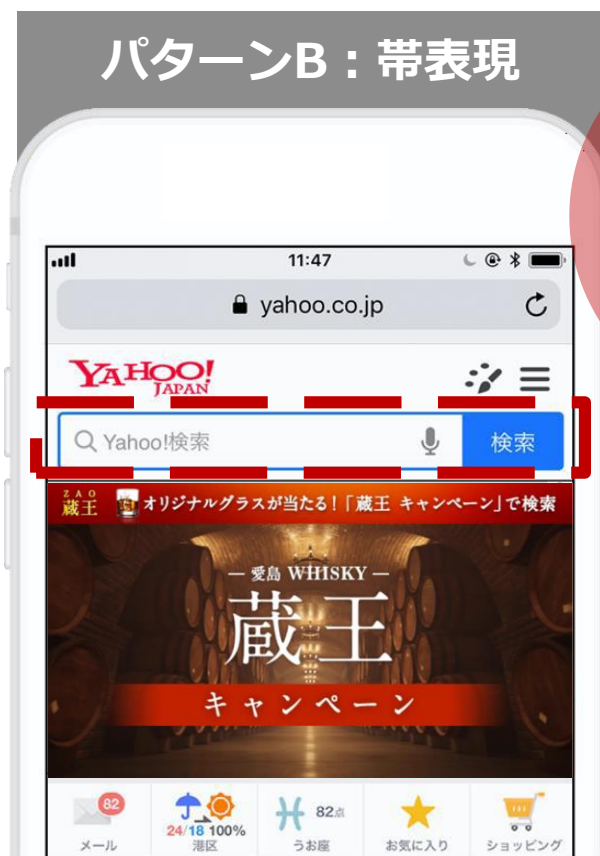 パターンB：帯表現
11:47
yahoo.co.jp
YAHOO!
JAPAN
Yahoo!検索
検索
ZAO
蔵王
オリジナルグラスが当たる！「蔵王 キャンペーン」で検索
愛島 WHISKY
蔵王
キャンペーン
82
24/18 100%
82点
メール
港区
うお座
お気に入り
ショッピング